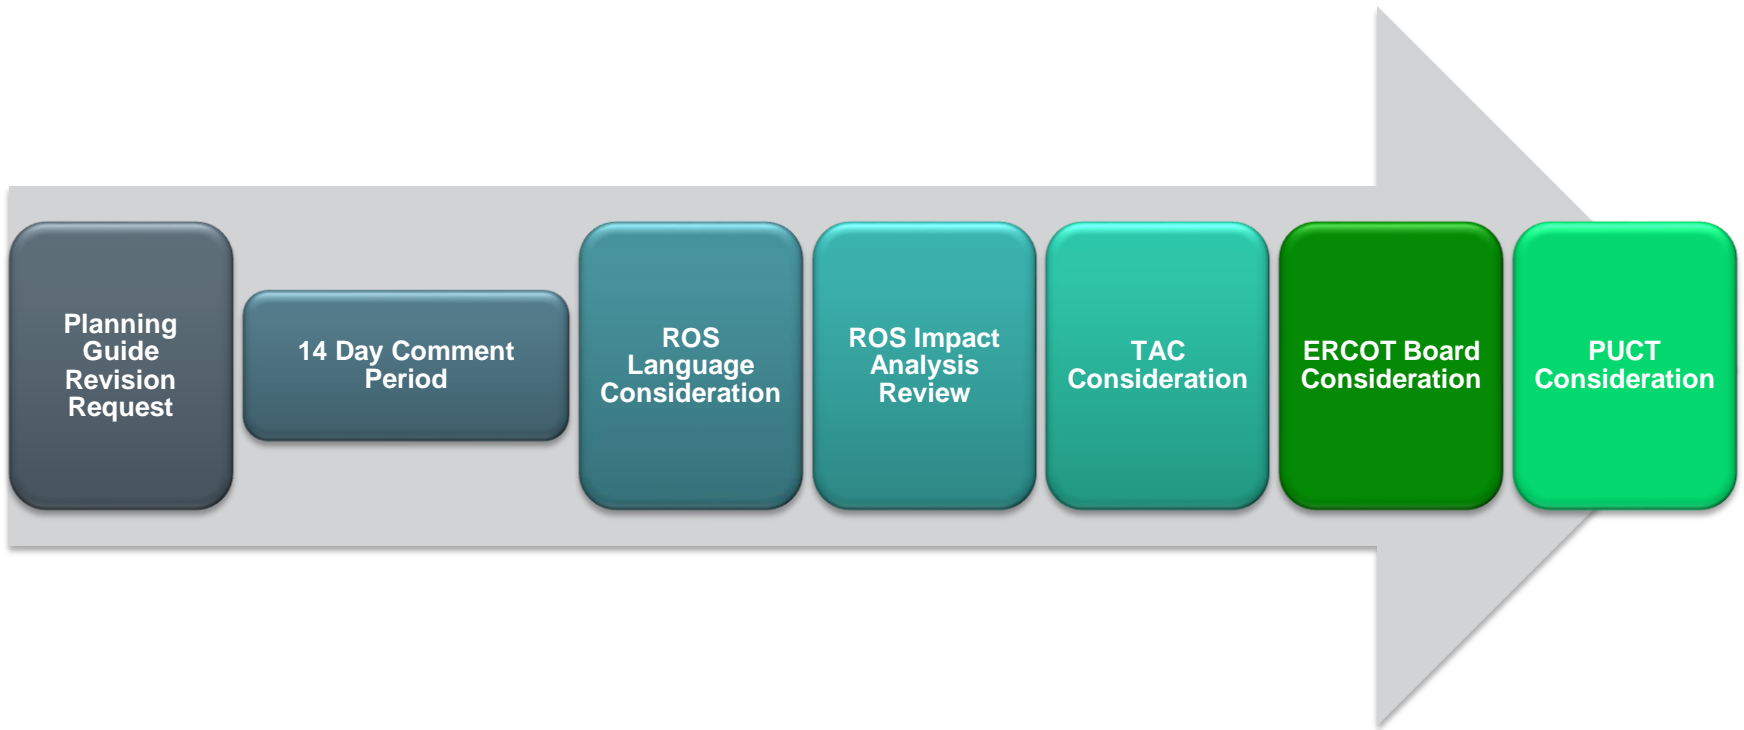 Planning
Guide
Revision
Request
14 Day Comment
Period
ROS
Language
Consideration
ROS Impact
Analysis
Review
TAC
Consideration
ERCOT Board
Consideration
PUCT
Consideration